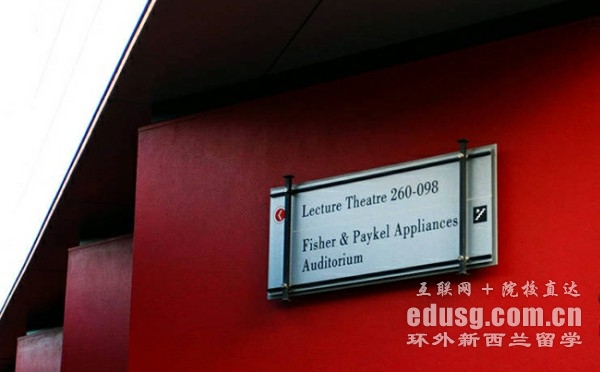 Lecture Theatre 260-098
Fisher & Paykel Appliances
Auditorium
互联网 + 院校直达
edusg.com.cn
环外新西兰留学